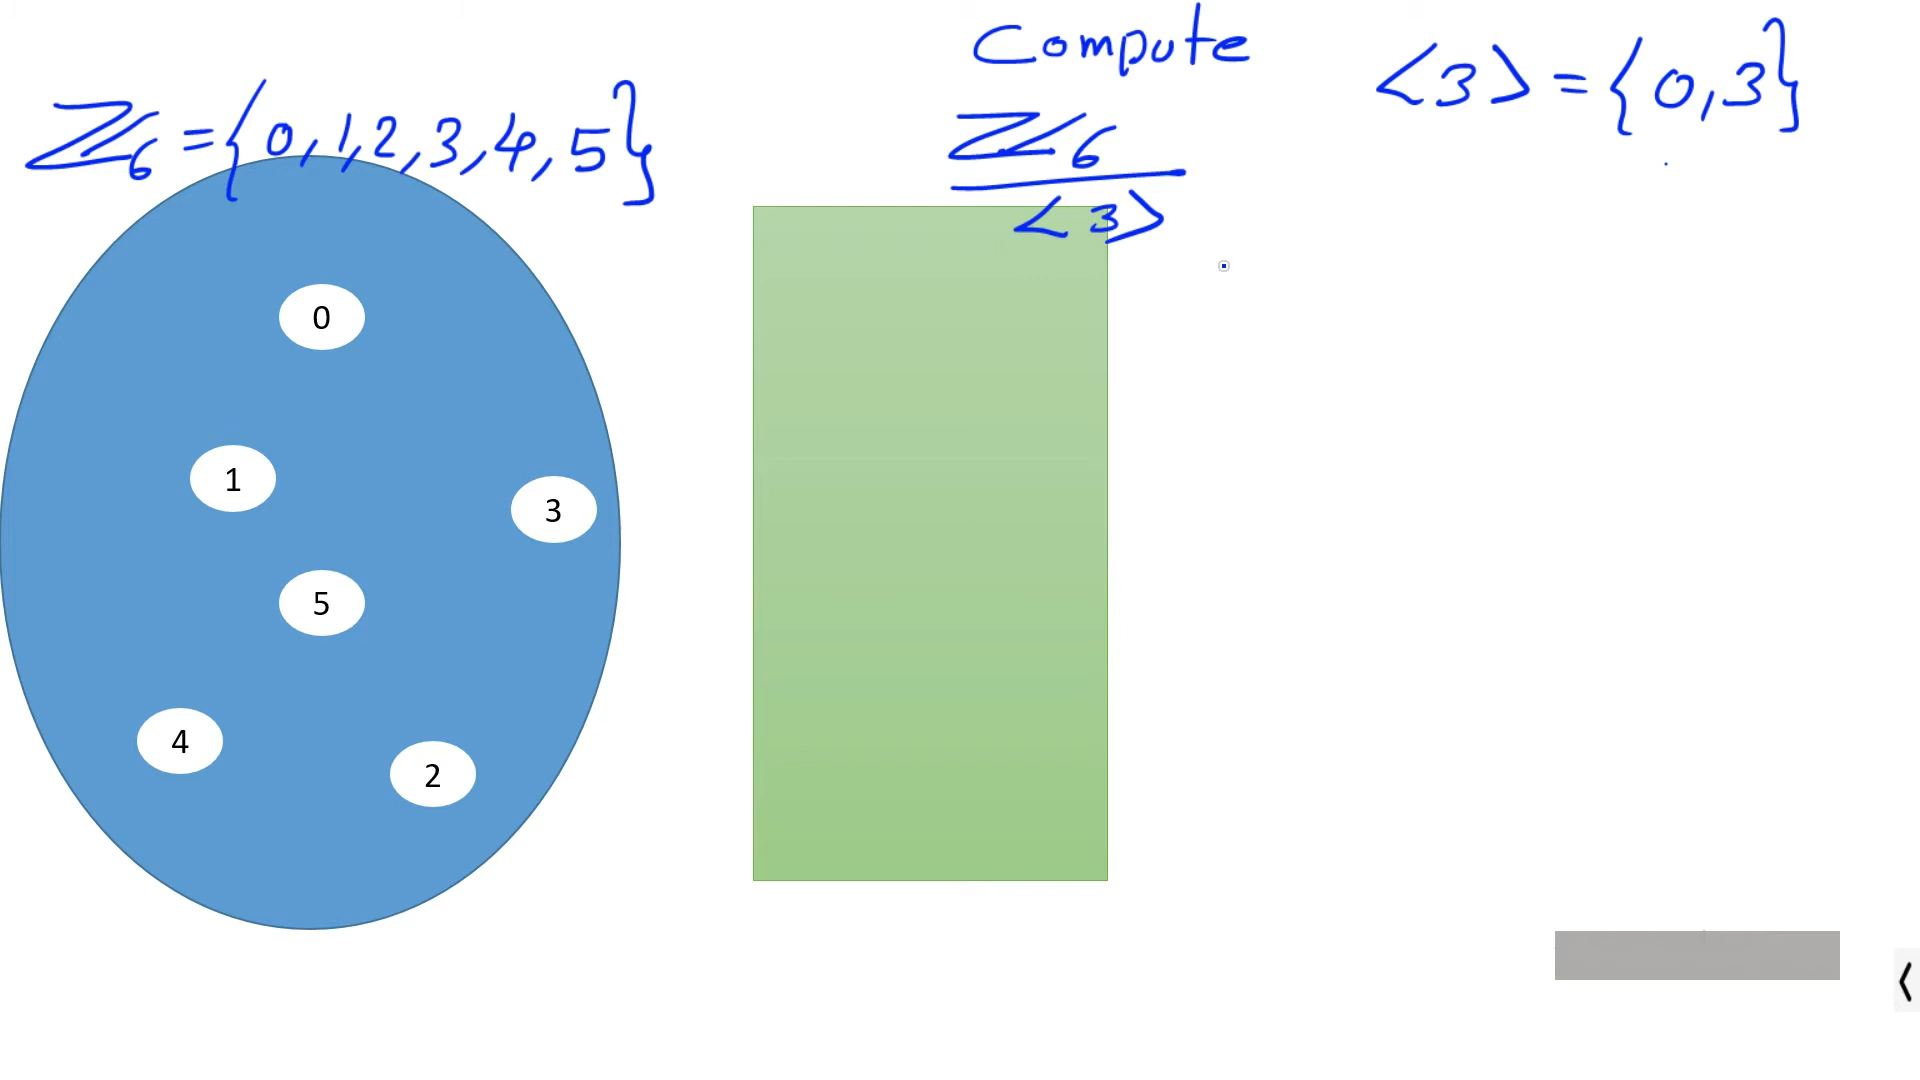 ℤ₆ = {0, 1, 2, 3, 4, 5}
Compute
ℤ₆
<3>
<3> = {0, 3}
0
1
3
5
4
2